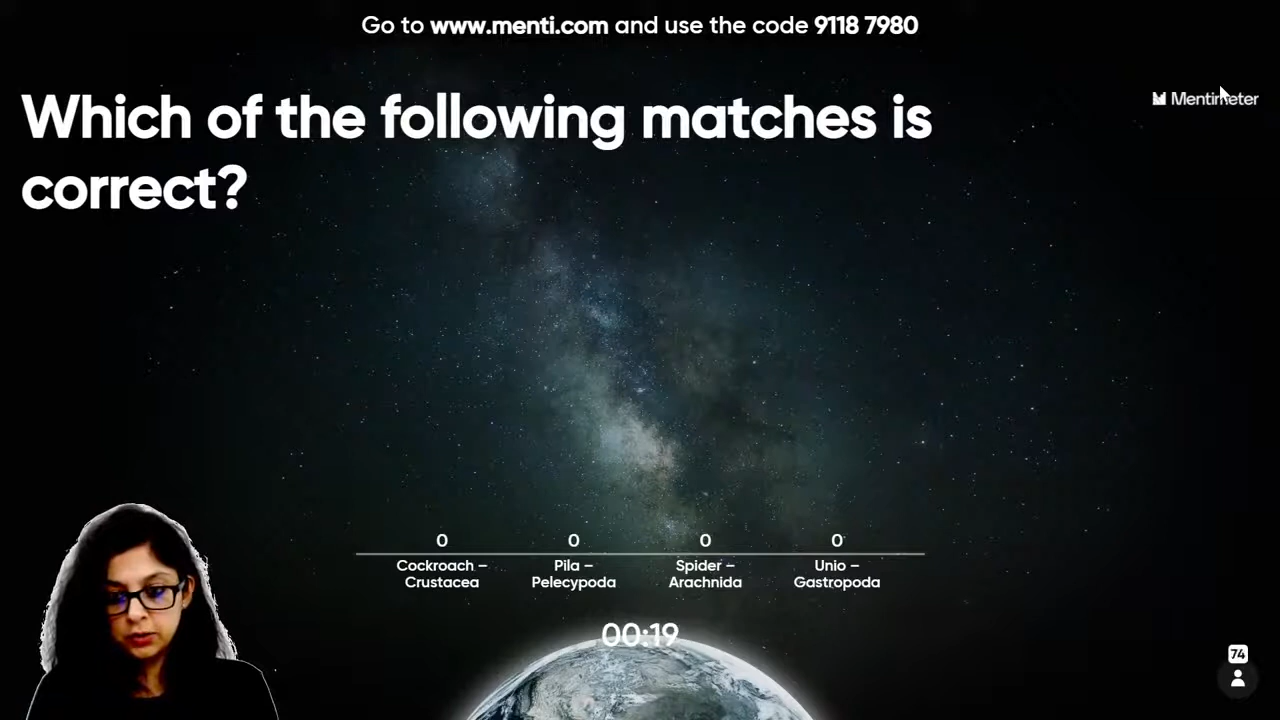 Go to www.menti.com and use the code 9118 7980
Which of the following matches is
correct?
Mentimeter
0
0
0
0
Cockroach –
Crustacea
Pila –
Pelecypoda
Spider –
Arachnida
Unio –
Gastropoda
00:19
74